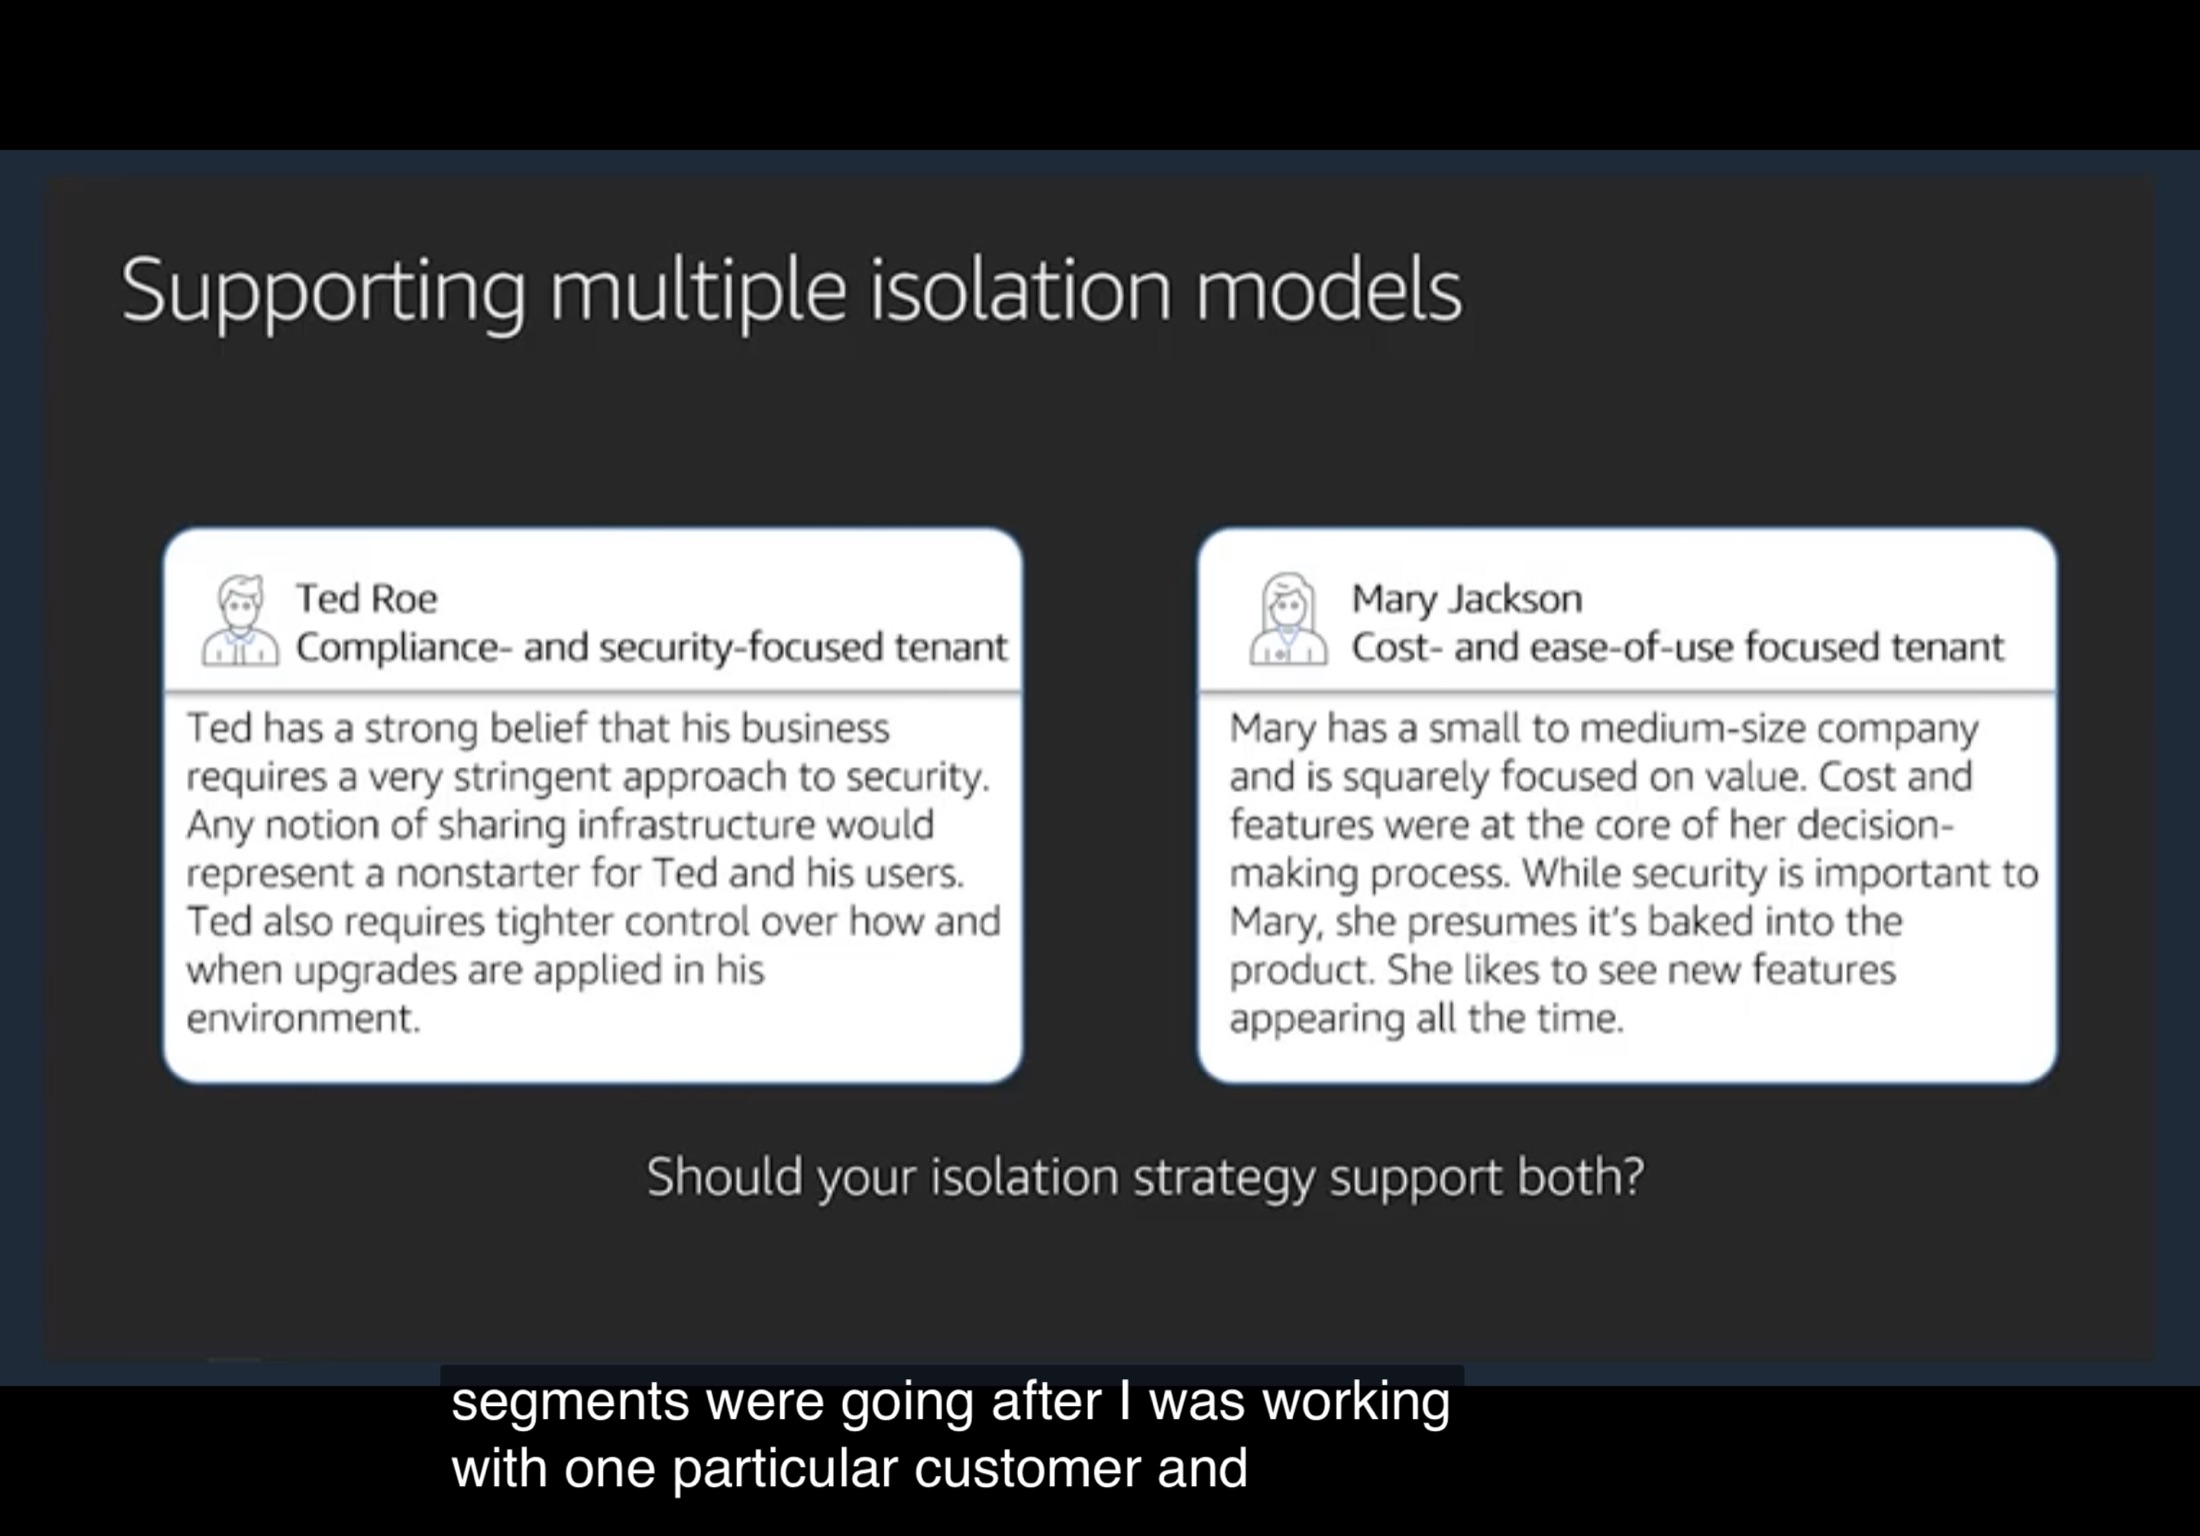 Supporting multiple isolation models
Ted Roe
Compliance- and security-focused tenant
Ted has a strong belief that his business
requires a very stringent approach to security.
Any notion of sharing infrastructure would
represent a nonstarter for Ted and his users.
Ted also requires tighter control over how and
when upgrades are applied in his
environment.
Mary Jackson
Cost- and ease-of-use focused tenant
Mary has a small to medium-size company
and is squarely focused on value. Cost and
features were at the core of her decision-
making process. While security is important to
Mary, she presumes it's baked into the
product. She likes to see new features
appearing all the time.
Should your isolation strategy support both?
segments were going after I was working
with one particular customer and